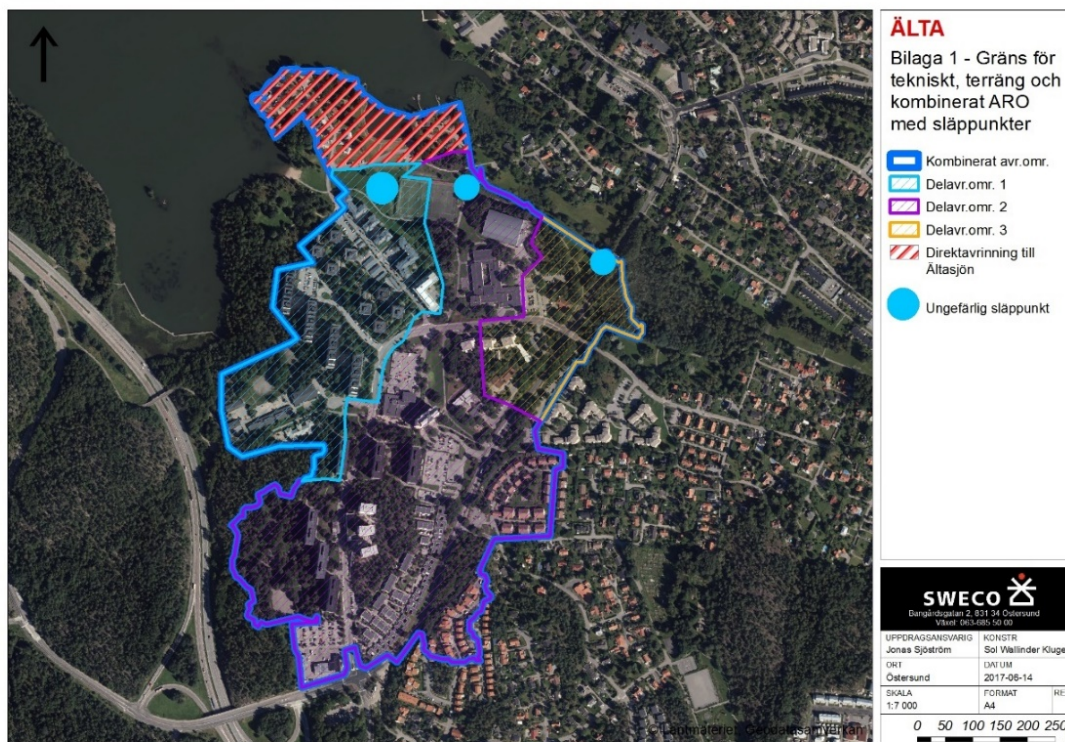 ÄLTA
Bilaga 1 - Gräns för
tekniskt, terräng och
kombinerat ARO
med släppunkter
Kombinerat avr.omr.
Delavr.omr. 1
Delavr.omr. 2
Delavr.omr. 3
Direktavrinning till
Ältasjön
Ungefärlig släppunkt
SWECO
Bangårdsgatan 2, 831 34 Östersund
Växel: 063-685 50 00
UPPDRAGSANSVARIG KONSTR
Jonas Sjöström Sol Wallinder Kluge
ORT DATUM
Östersund 2017-06-14
SKALA FORMAT RE
1:7 000 A4
0 50 100 150 200 250
Lantmäteriet, Geodatasamverkan